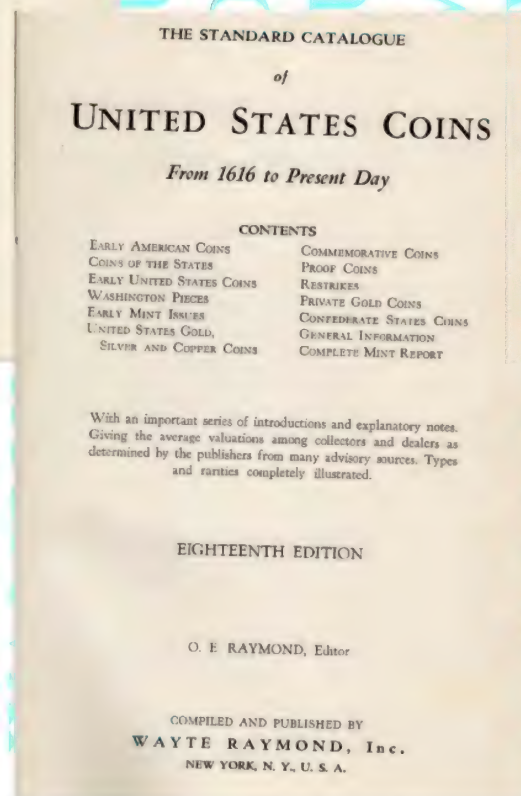 THE STANDARD CATALOGUE
of
UNITED STATES COINS
From 1616 to Present Day
CONTENTS
EARLY AMERICAN COINS
COINS OF THE STATES
EARLY UNITED STATES COINS
WASHINGTON PIECES
EARLY MINT ISSUES
UNITED STATES GOLD,
SILVER AND COPPER COINS
COMMEMORATIVE COINS
PROOF COINS
RESTRIKES
PRIVATE GOLD COINS
CONFEDERATE STATES COINS
GENERAL INFORMATION
COMPLETE MINT REPORT
With an important series of introductions and explanatory notes.
Giving the average valuations among collectors and dealers as
determined by the publishers from many advisory sources. Types
and rarities completely illustrated.
EIGHTEENTH EDITION
O. E RAYMOND, Editor
COMPILED AND PUBLISHED BY
WAYTE RAYMOND, Inc.
NEW YORK, N. Y., U. S. A.